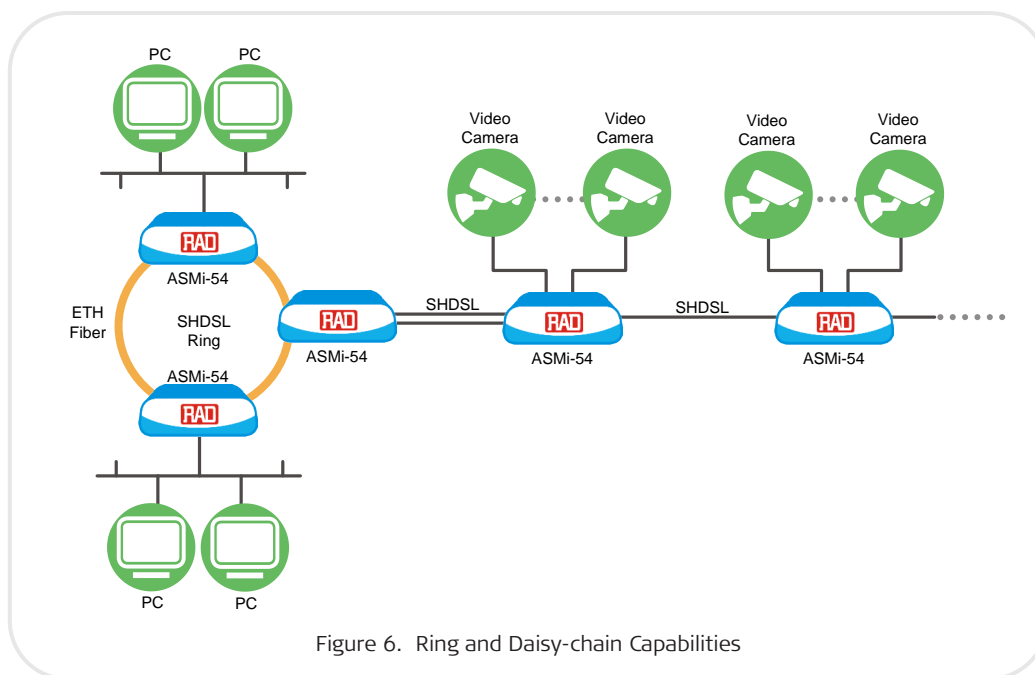 PC
PC
Video
Camera
Video
Camera
Video
Camera
Video
Camera
RAD
ASMi-54
ETH
Fiber
SHDSL
Ring
RAD
ASMi-54
SHDSL
RAD
ASMi-54
SHDSL
RAD
ASMi-54
ASMi-54
RAD
PC
PC
Figure 6. Ring and Daisy-chain Capabilities